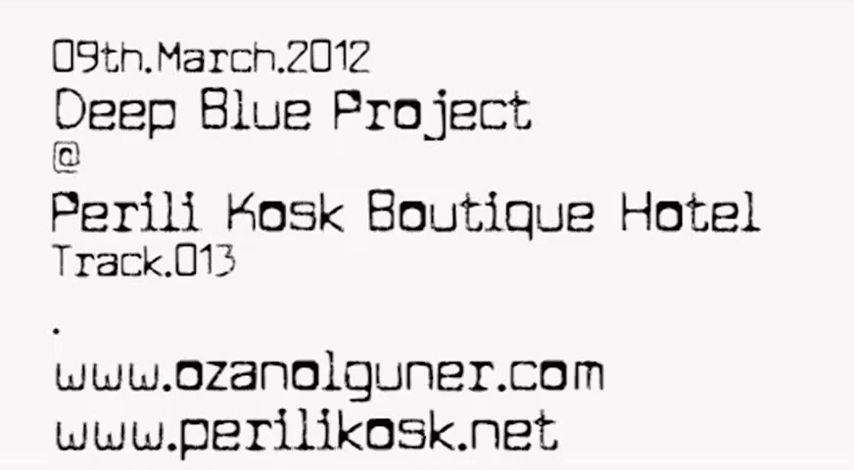 09th.March.2012
Deep Blue Project
@
Perili Kosk Boutique Hotel
Track.013
.
www.ozanolguner.com
www.perilikosk.net